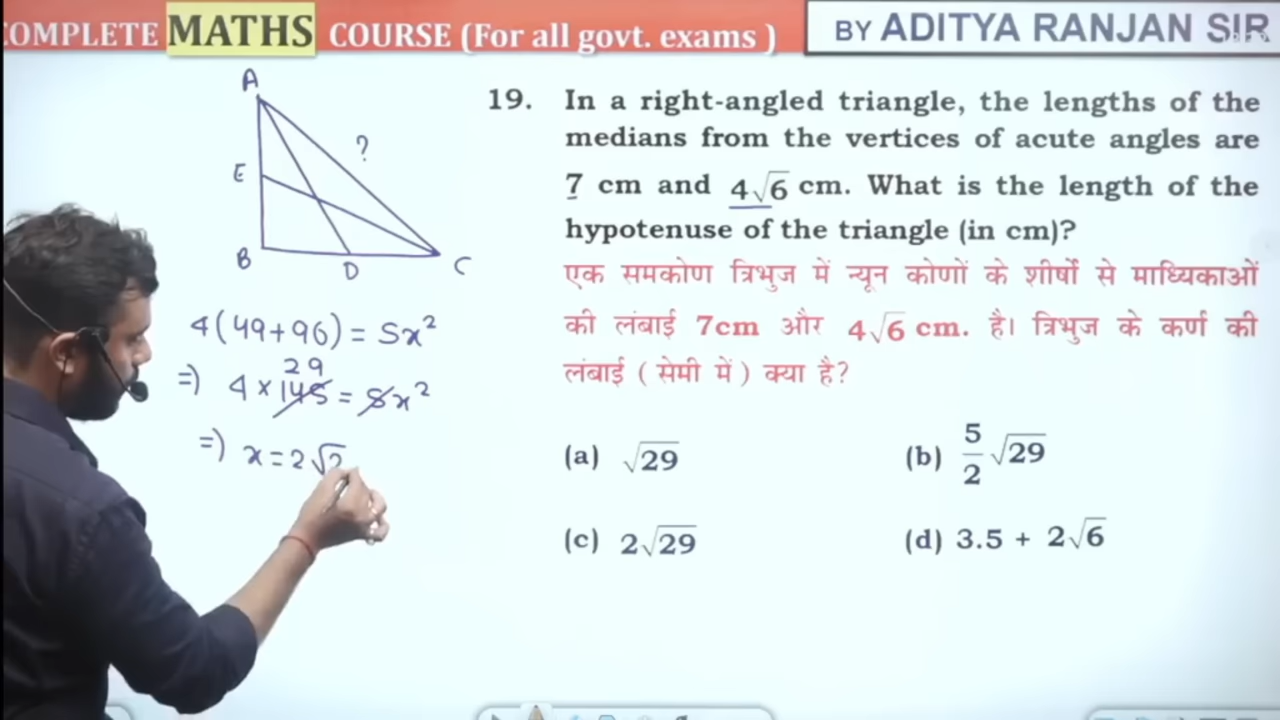 COMPLETE MATHS COURSE (For all govt. exams )
BY ADITYA RANJAN SIR
A
?
E
B
D
C
4(49+96) = 5x²
29
⇒) 4 × 145 = 5x²
⇒) x = 2√2
19. In a right-angled triangle, the lengths of the
medians from the vertices of acute angles are
7 cm and 4√6 cm. What is the length of the
hypotenuse of the triangle (in cm)?
एक समकोण त्रिभुज में न्यून कोणों के शीर्षों से माध्यिकाओं
की लंबाई 7cm और 4√6 cm. है। त्रिभुज के कर्ण की
लंबाई ( सेमी में ) क्या है?
(a) √29
(b) 5/2 √29
(c) 2√29
(d) 3.5 + 2√6